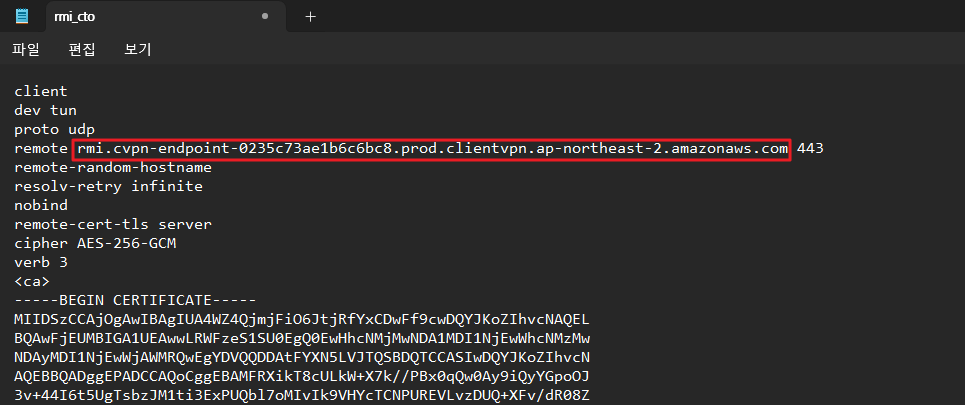 rmi_cto
파일 편집 보기
client
dev tun
proto udp
remote rmi.cvpn-endpoint-0235c73ae1b6c6bc8.prod.clientvpn.ap-northeast-2.amazonaws.com 443
remote-random-hostname
resolv-retry infinite
nobind
remote-cert-tls server
cipher AES-256-GCM
verb 3
<ca>
-----BEGIN CERTIFICATE-----
MIIDSzCCAjOgAwIBAgIUA4WZ4QjmjFiO6JtjRfYxCDwFf9cwDQYJKoZIhvcNAQEL
BQAwFjEUMBIGA1UEAwwLRWFzeS1SU0EgQ0EwHhcNMjMwNDA1MDI1NjEwWhcNMzMw
NDAyMDI1NjEwWjAWMRQwEgYDVQQDDAtFYXN5LVJTQSBDQTCCASIwDQYJKoZIhvcN
AQEBBQADggEPADCCAQoCggEBAMFRXikT8cULkW+X7k//PBx0qQw0Ay9iQyYGpoOJ
3v+44I6t5UgTsbzJM1ti3ExPUQbl7oMIvIk9VHYcTCNPUREVLvzDUQ+XFv/dR08Z